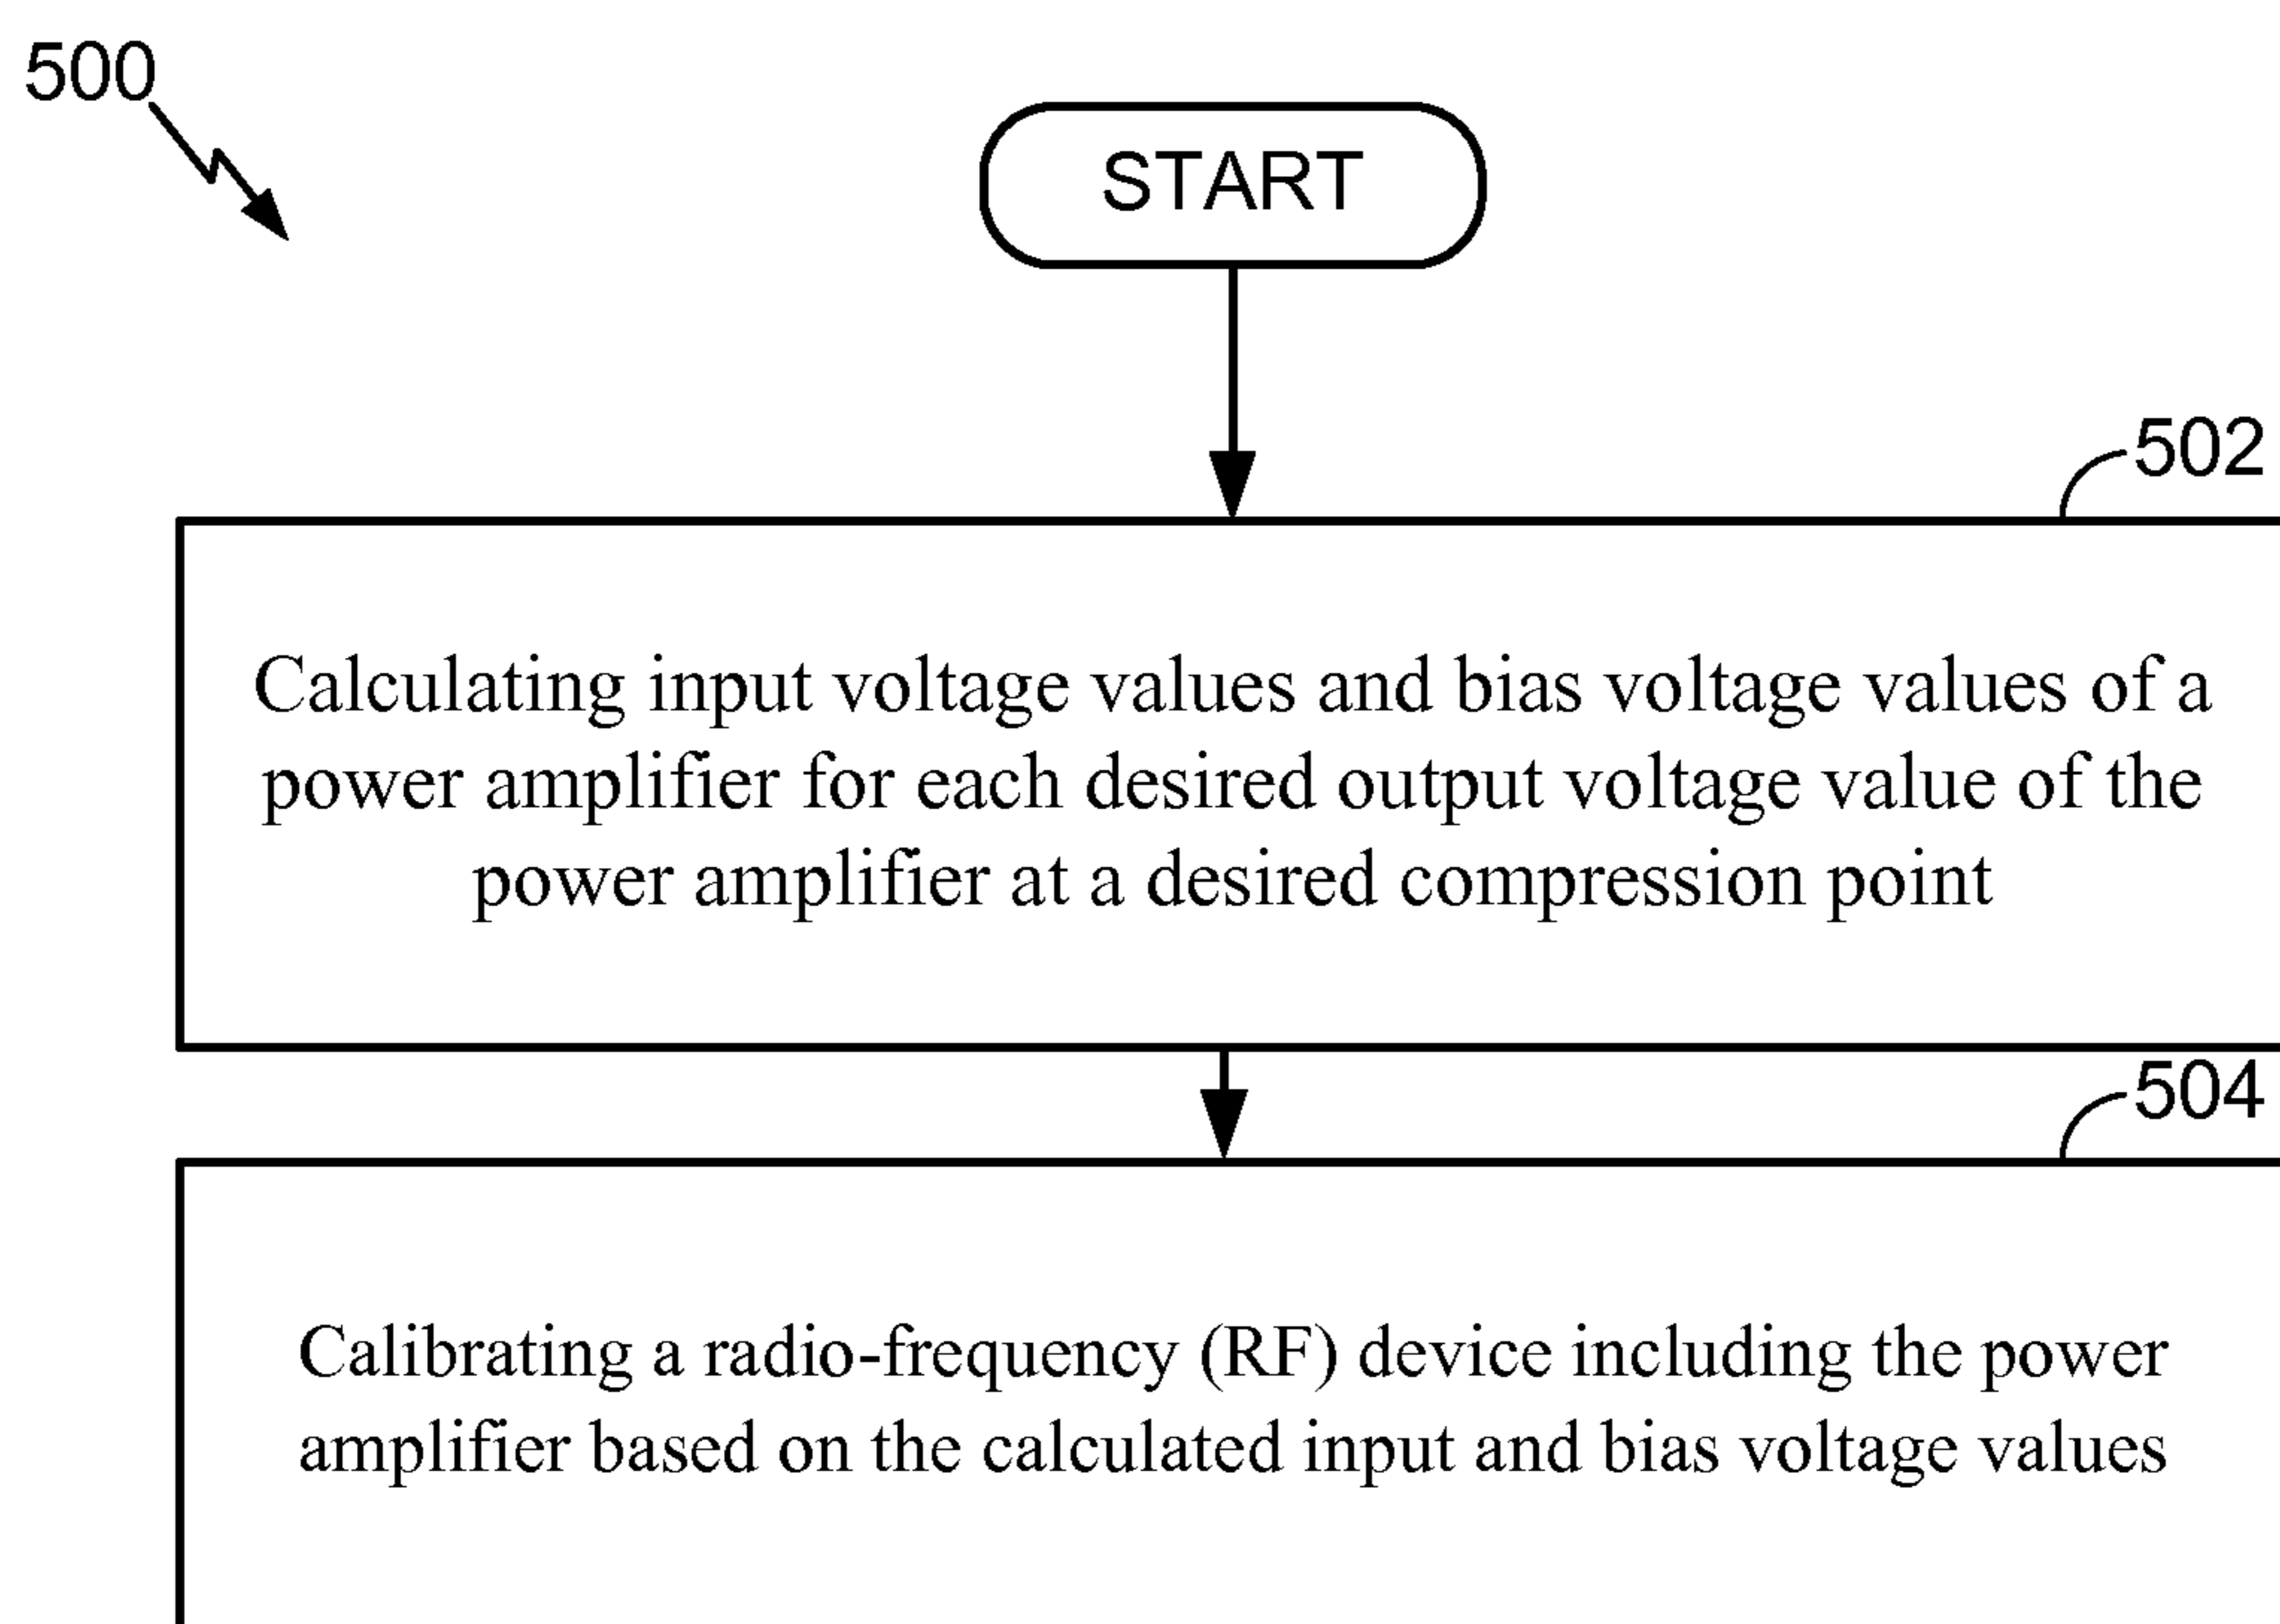 500
START
502
Calculating input voltage values and bias voltage values of a
power amplifier for each desired output voltage value of the
power amplifier at a desired compression point
504
Calibrating a radio-frequency (RF) device including the power
amplifier based on the calculated input and bias voltage values